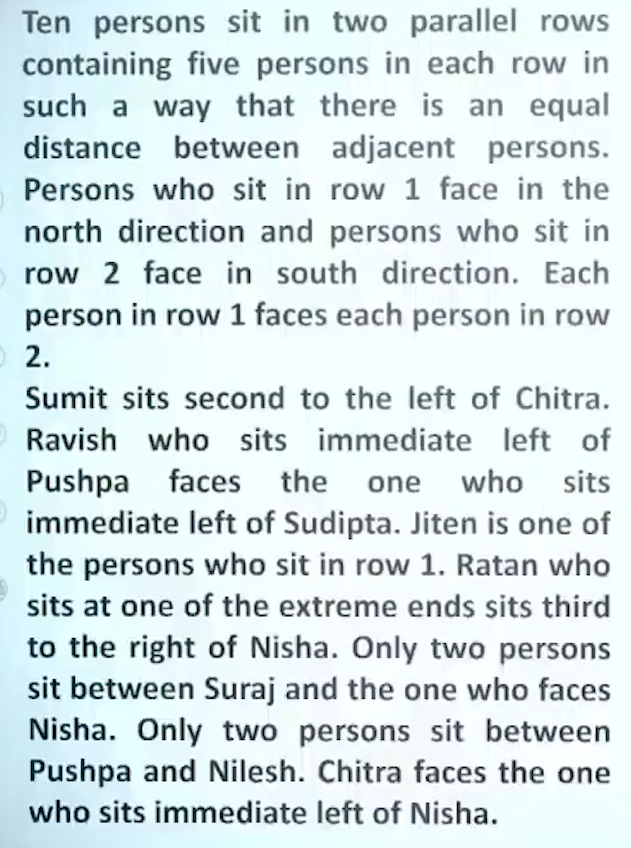 Ten persons sit in two parallel rows
containing five persons in each row in
such a way that there is an equal
distance between adjacent persons.
Persons who sit in row 1 face in the
north direction and persons who sit in
row 2 face in south direction. Each
person in row 1 faces each person in row
2.
Sumit sits second to the left of Chitra.
Ravish who sits immediate left of
Pushpa faces the one who sits
immediate left of Sudipta. Jiten is one of
the persons who sit in row 1. Ratan who
sits at one of the extreme ends sits third
to the right of Nisha. Only two persons
sit between Suraj and the one who faces
Nisha. Only two persons sit between
Pushpa and Nilesh. Chitra faces the one
who sits immediate left of Nisha.